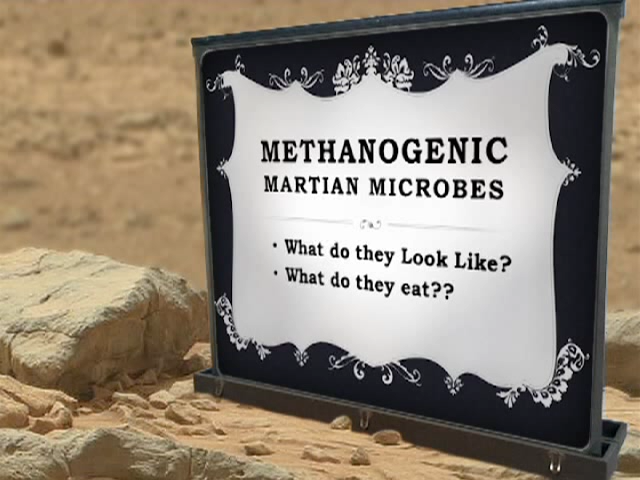 METHANOGENIC
MARTIAN MICROBES
• What do they Look Like?
• What do they eat??